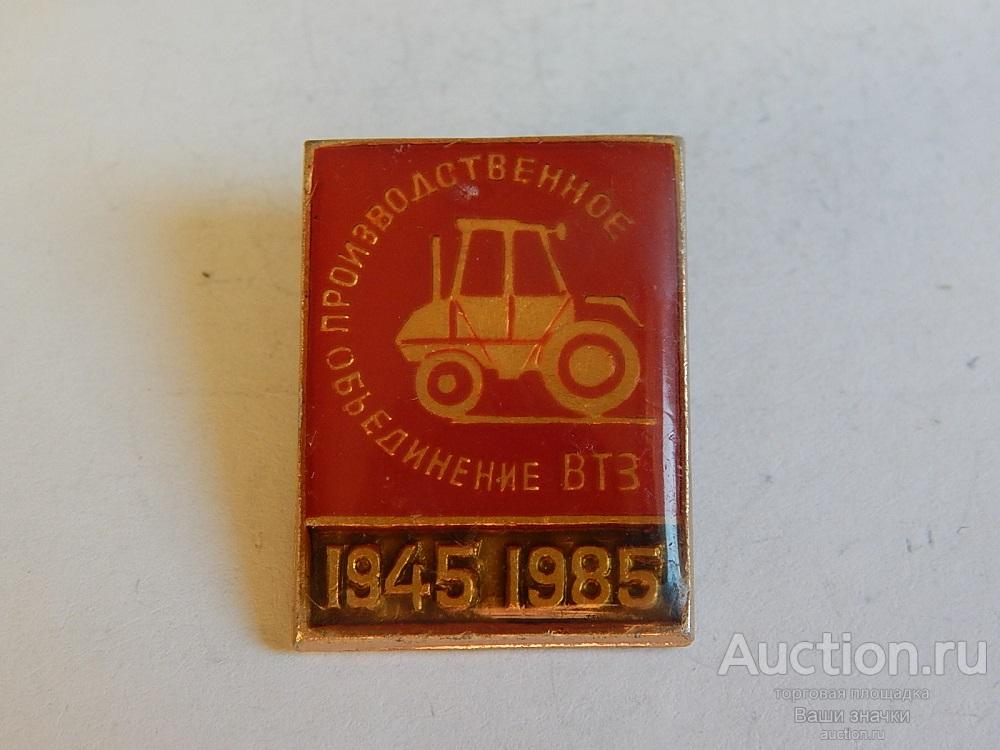 ПРОИЗВОДСТВЕННОЕ
ОБЪЕДИНЕНИЕ ВТЗ
1945 1985
Auction.ru
торговая площадка
Ваши значки
auction.ru